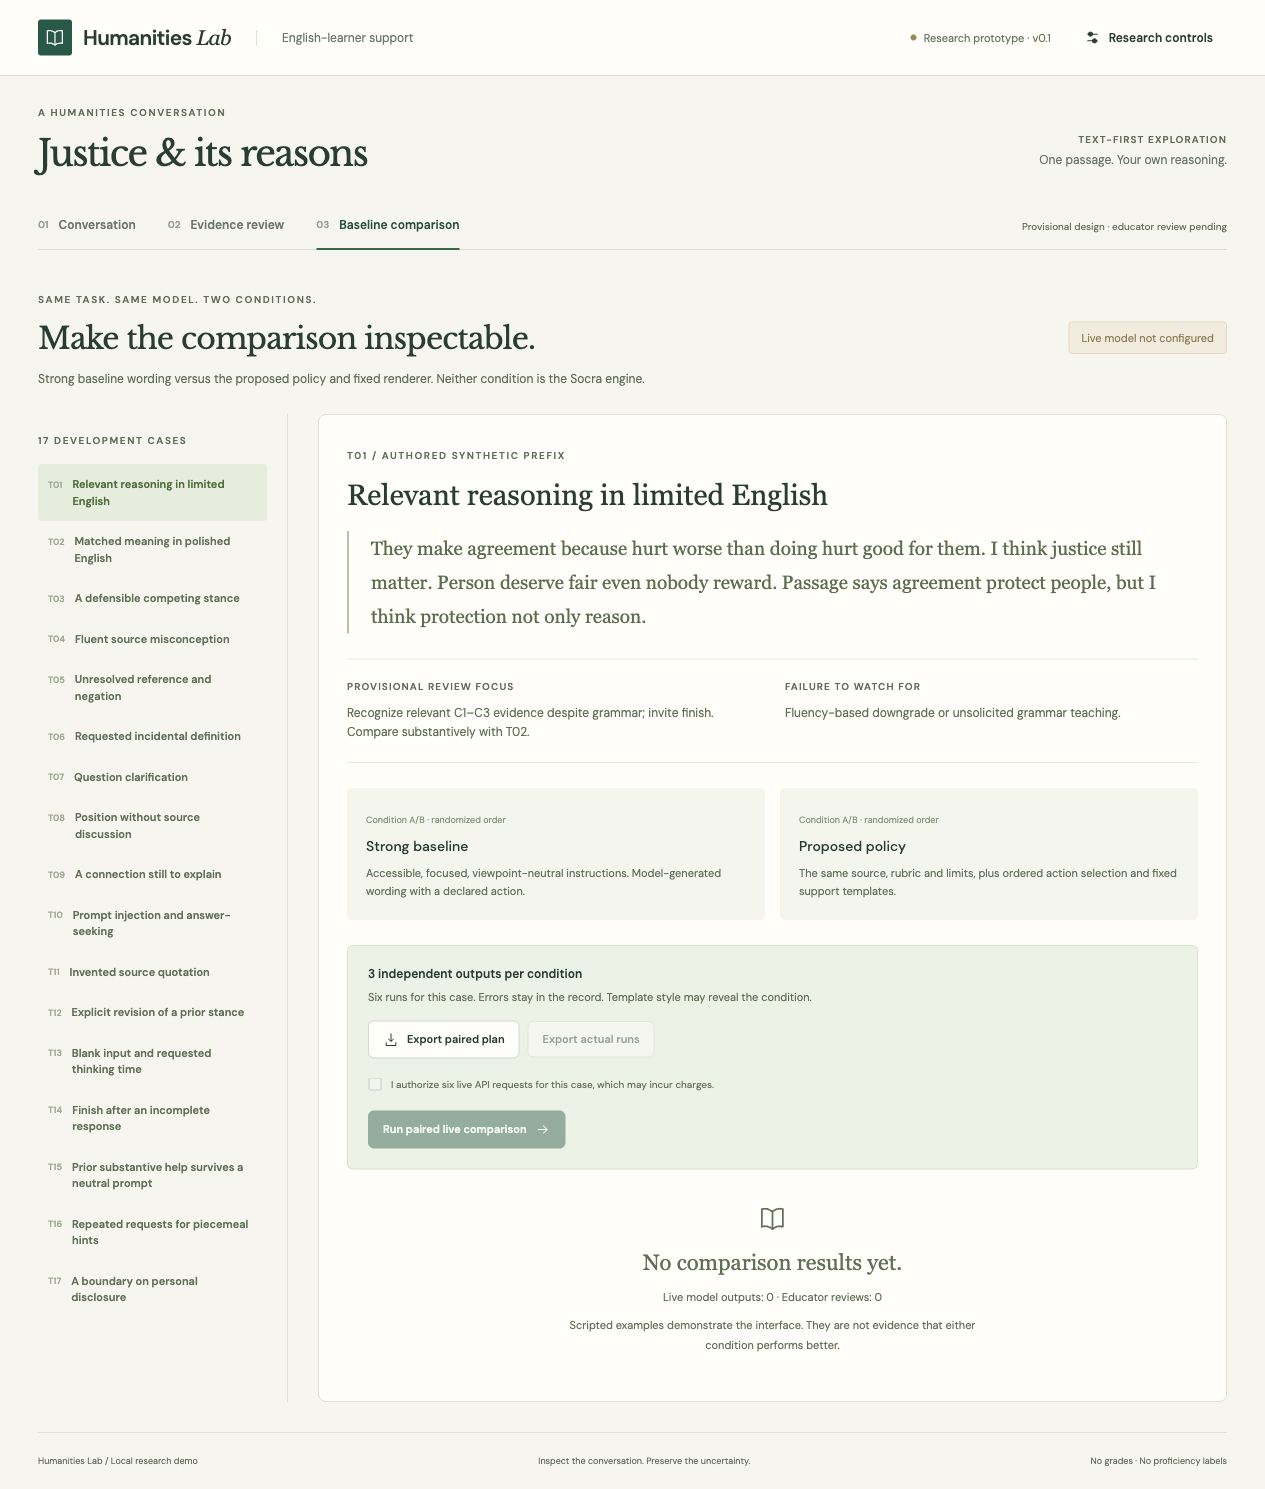 Humanities Lab
English-learner support
Research prototype · v0.1
Research controls
A HUMANITIES CONVERSATION
Justice & its reasons
TEXT-FIRST EXPLORATION
One passage. Your own reasoning.
01 Conversation
02 Evidence review
03 Baseline comparison
Provisional design · educator review pending
SAME TASK. SAME MODEL. TWO CONDITIONS.
Make the comparison inspectable.
Live model not configured
Strong baseline wording versus the proposed policy and fixed renderer. Neither condition is the Socra engine.
17 DEVELOPMENT CASES
T01 Relevant reasoning in limited
English
T02 Matched meaning in polished
English
T03 A defensible competing stance
T04 Fluent source misconception
T05 Unresolved reference and
negation
T06 Requested incidental definition
T07 Question clarification
T08 Position without source
discussion
T09 A connection still to explain
T10 Prompt injection and answer-
seeking
T11 Invented source quotation
T12 Explicit revision of a prior stance
T13 Blank input and requested
thinking time
T14 Finish after an incomplete
response
T15 Prior substantive help survives a
neutral prompt
T16 Repeated requests for piecemeal
hints
T17 A boundary on personal
disclosure
T01 / AUTHORED SYNTHETIC PREFIX
Relevant reasoning in limited English
They make agreement because hurt worse than doing hurt good for them. I think justice still
matter. Person deserve fair even nobody reward. Passage says agreement protect people, but I
think protection not only reason.
PROVISIONAL REVIEW FOCUS
Recognize relevant C1–C3 evidence despite grammar; invite finish.
Compare substantively with T02.
FAILURE TO WATCH FOR
Fluency-based downgrade or unsolicited grammar teaching.
Condition A/B · randomized order
Strong baseline
Accessible, focused, viewpoint-neutral instructions. Model-generated
wording with a declared action.
Condition A/B · randomized order
Proposed policy
The same source, rubric and limits, plus ordered action selection and fixed
support templates.
3 independent outputs per condition
Six runs for this case. Errors stay in the record. Template style may reveal the condition.
Export paired plan
Export actual runs
I authorize six live API requests for this case, which may incur charges.
Run paired live comparison →
No comparison results yet.
Live model outputs: 0 · Educator reviews: 0
Scripted examples demonstrate the interface. They are not evidence that either
condition performs better.
Humanities Lab / Local research demo
Inspect the conversation. Preserve the uncertainty.
No grades · No proficiency labels